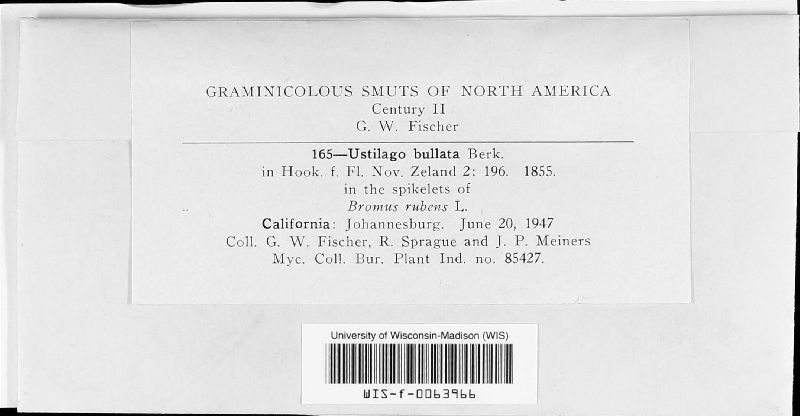 GRAMINICOLOUS SMUTS OF NORTH AMERICA
Century II
G. W. Fischer
165—Ustilago bullata Berk.
in Hook. f. Fl. Nov. Zeland 2: 196. 1855.
in the spikelets of
Bromus rubens L.
California: Johannesburg. June 20, 1947
Coll. G. W. Fischer, R. Sprague and J. P. Meiners
Myc. Coll. Bur. Plant Ind. no. 85427.
University of Wisconsin-Madison (WIS)
WIS-f-0063966